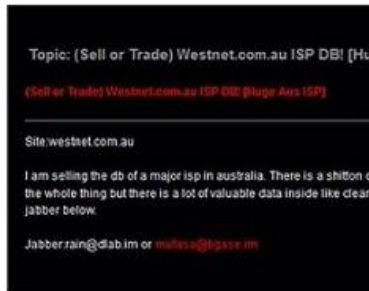 Topic: (Sell or Trade) Westnet.com.au ISP DB! [Hu
(Sell or Trade) Westnet.com.au ISP DB! [Huge Aus ISP]
Site:westnet.com.au
I am selling the db of a major isp in australia. There is a shitton
the whole thing but there is a lot of valuable data inside like clear
jabber below.
Jabber:rain@dlab.im or